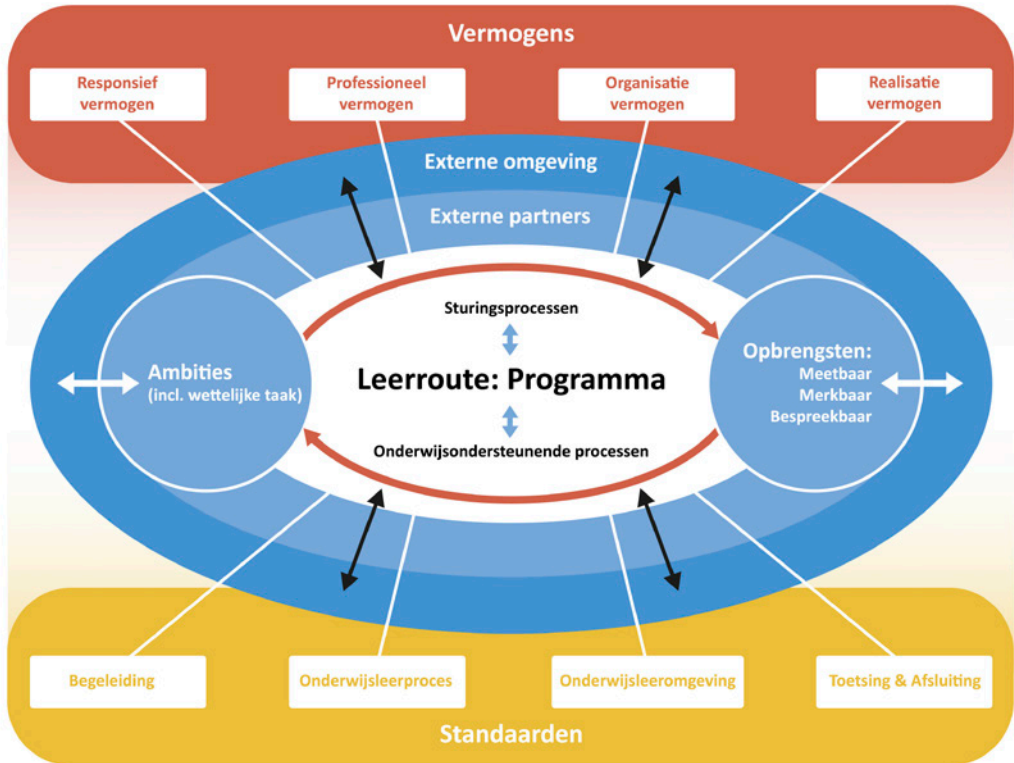 Vermogens
Responsief
vermogen
Professioneel
vermogen
Organisatie
vermogen
Realisatie
vermogen
Externe omgeving
Externe partners
Sturingsprocessen
Ambities
(incl. wettelijke taak)
Leerroute: Programma
Opbrengsten:
Meetbaar
Merkbaar
Bespreekbaar
Onderwijsondersteunende processen
Begeleiding
Onderwijsleerproces
Onderwijsleeromgeving
Toetsing & Afsluiting
Standaarden